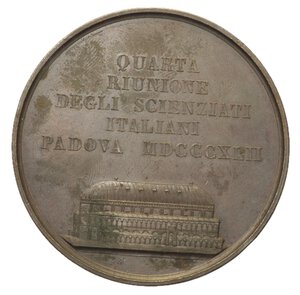 QUARTA
RIUNIONE
DEGLI SCIENZIATI
ITALIANI
PADOVA MDCCCXLII